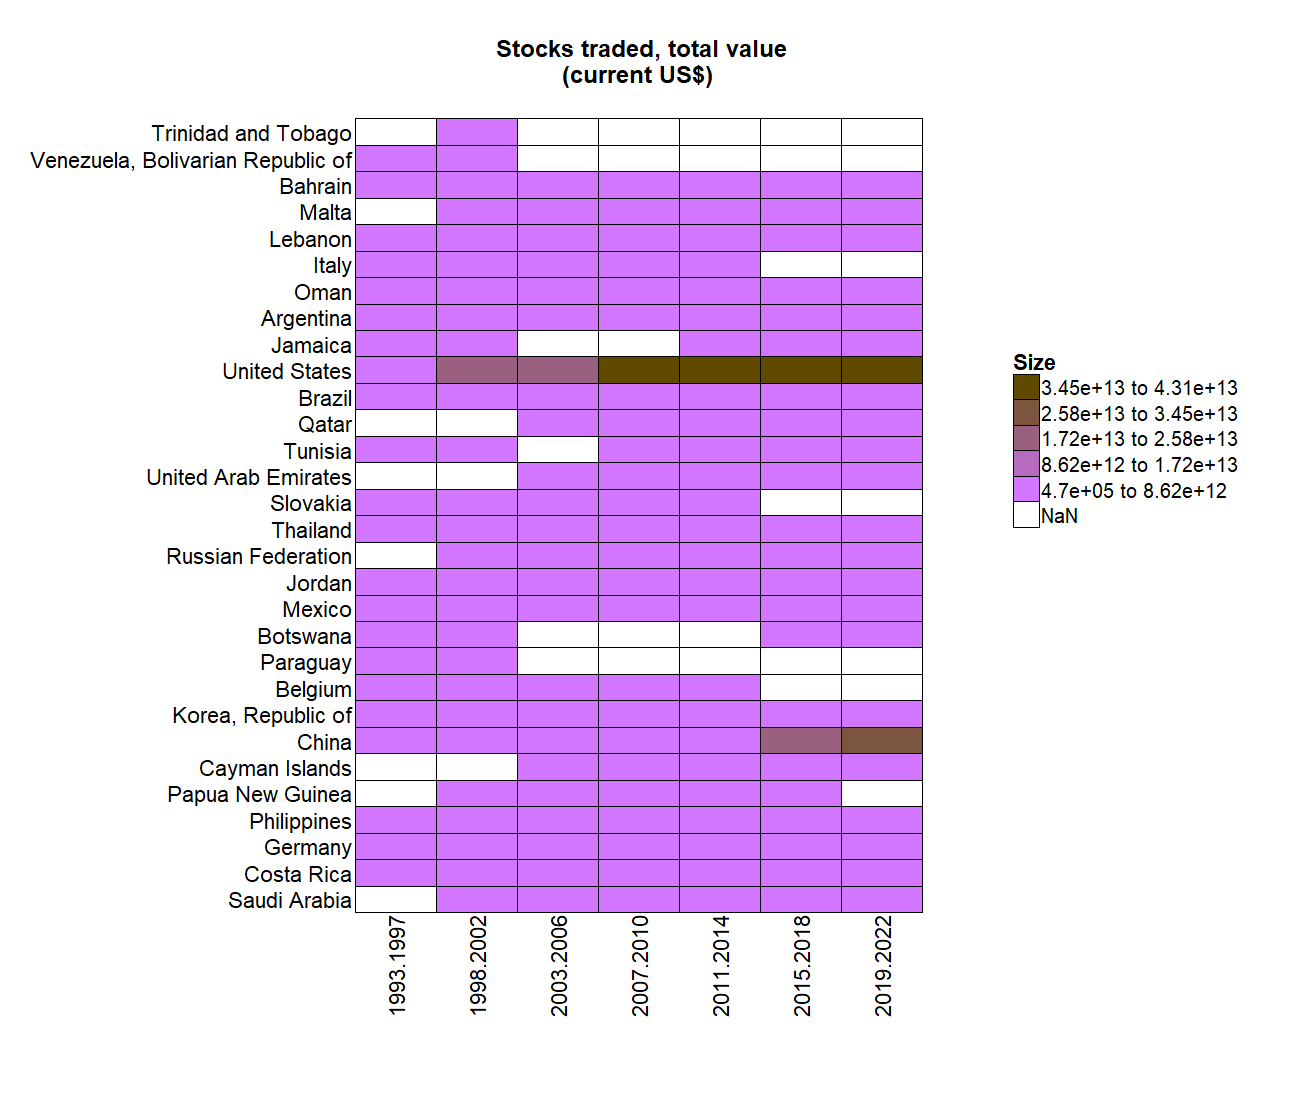 Stocks traded, total value
(current US$)
Trinidad and Tobago
Venezuela, Bolivarian Republic of
Bahrain
Malta
Lebanon
Italy
Oman
Argentina
Jamaica
United States
Brazil
Qatar
Tunisia
United Arab Emirates
Slovakia
Thailand
Russian Federation
Jordan
Mexico
Botswana
Paraguay
Belgium
Korea, Republic of
China
Cayman Islands
Papua New Guinea
Philippines
Germany
Costa Rica
Saudi Arabia
1993.1997
1998.2002
2003.2006
2007.2010
2011.2014
2015.2018
2019.2022
Size
3.45e+13 to 4.31e+13
2.58e+13 to 3.45e+13
1.72e+13 to 2.58e+13
8.62e+12 to 1.72e+13
4.7e+05 to 8.62e+12
NaN